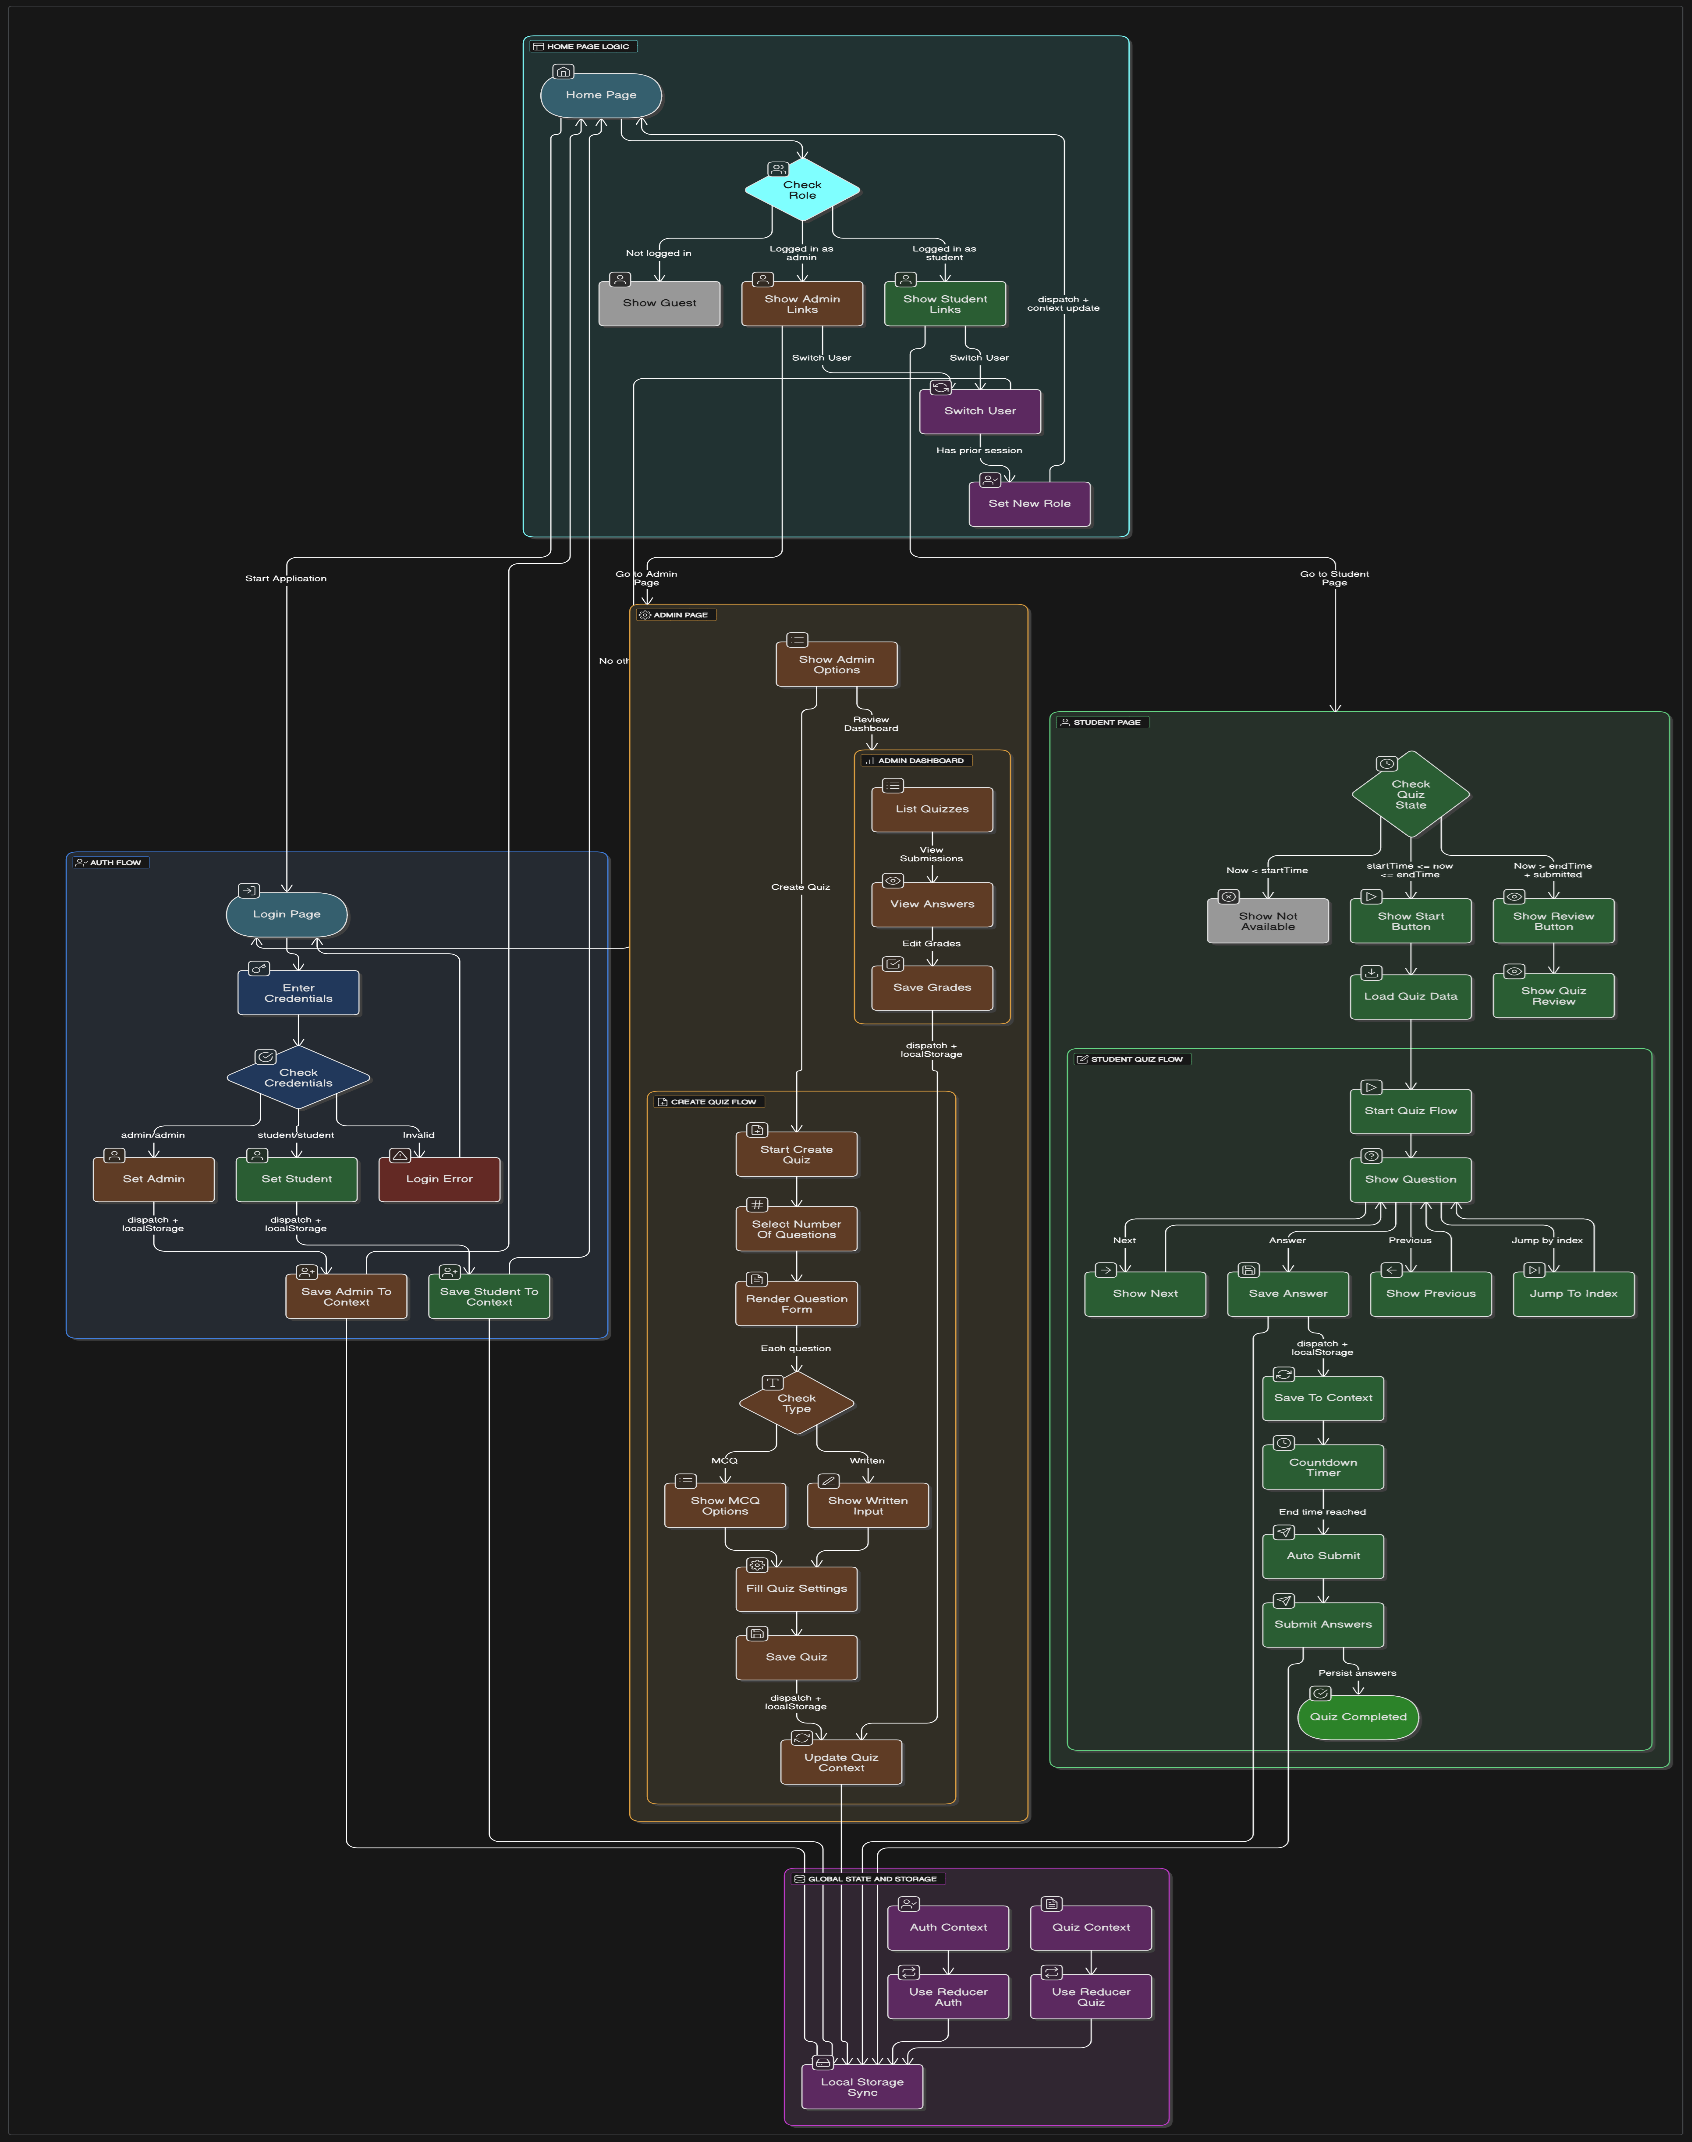 HOME PAGE LOGIC
Home Page
Check
Role
Not logged in
Logged in as
admin
Logged in as
student
Show Guest
Show Admin
Links
Show Student
Links
dispatch +
context update
Switch User
Switch User
Switch User
Has prior session
Set New Role
Start Application
Go to Admin
Page
Go to Student
Page
ADMIN PAGE
Show Admin
Options
No oth
Review
Dashboard
ADMIN DASHBOARD
List Quizzes
View
Submissions
Create Quiz
View Answers
Edit Grades
Save Grades
dispatch +
localStorage
CREATE QUIZ FLOW
Start Create
Quiz
Select Number
Of Questions
Render Question
Form
Each question
Check
Type
MCQ
Written
Show MCQ
Options
Show Written
Input
Fill Quiz Settings
Save Quiz
dispatch +
localStorage
Update Quiz
Context
STUDENT PAGE
Check
Quiz
State
Now < startTime
startTime <= now
<= endTime
Now > endTime
+ submitted
Show Not
Available
Show Start
Button
Show Review
Button
Load Quiz Data
Show Quiz
Review
STUDENT QUIZ FLOW
Start Quiz Flow
Show Question
Next
Answer
Previous
Jump by index
Show Next
Save Answer
Show Previous
Jump To Index
dispatch +
localStorage
Save To Context
Countdown
Timer
End time reached
Auto Submit
Submit Answers
Persist answers
Quiz Completed
AUTH FLOW
Login Page
Enter
Credentials
Check
Credentials
admin/admin
student/student
Invalid
Set Admin
Set Student
Login Error
dispatch +
localStorage
dispatch +
localStorage
Save Admin To
Context
Save Student To
Context
GLOBAL STATE AND STORAGE
Auth Context
Quiz Context
Use Reducer
Auth
Use Reducer
Quiz
Local Storage
Sync